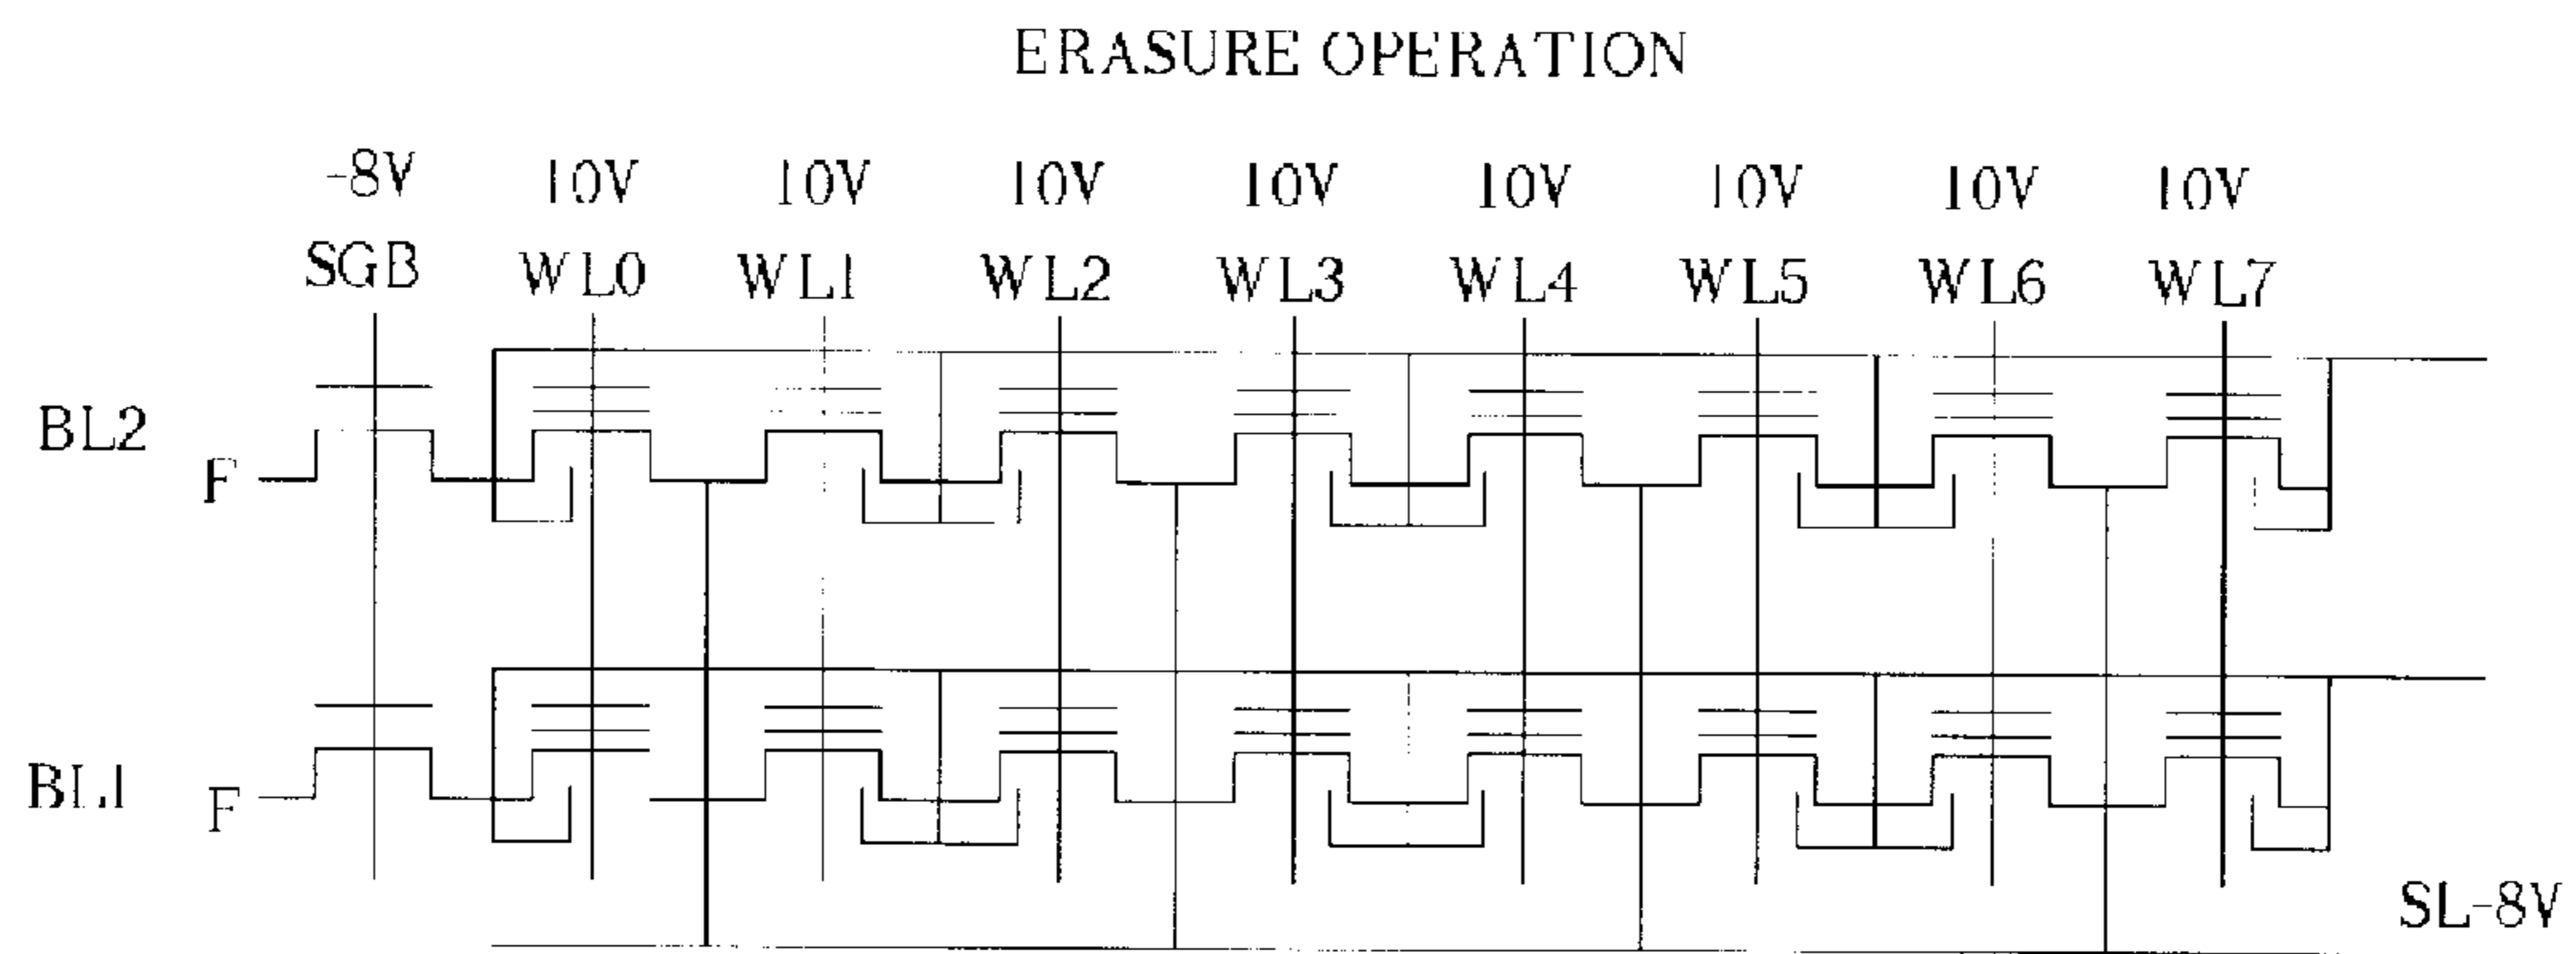 ERASURE OPERATION
-8V 10V 10V 10V 10V 10V 10V 10V 10V
SGB WL0 WL1 WL2 WL3 WL4 WL5 WL6 WL7
BL2
F
BL1
F
SL-8V